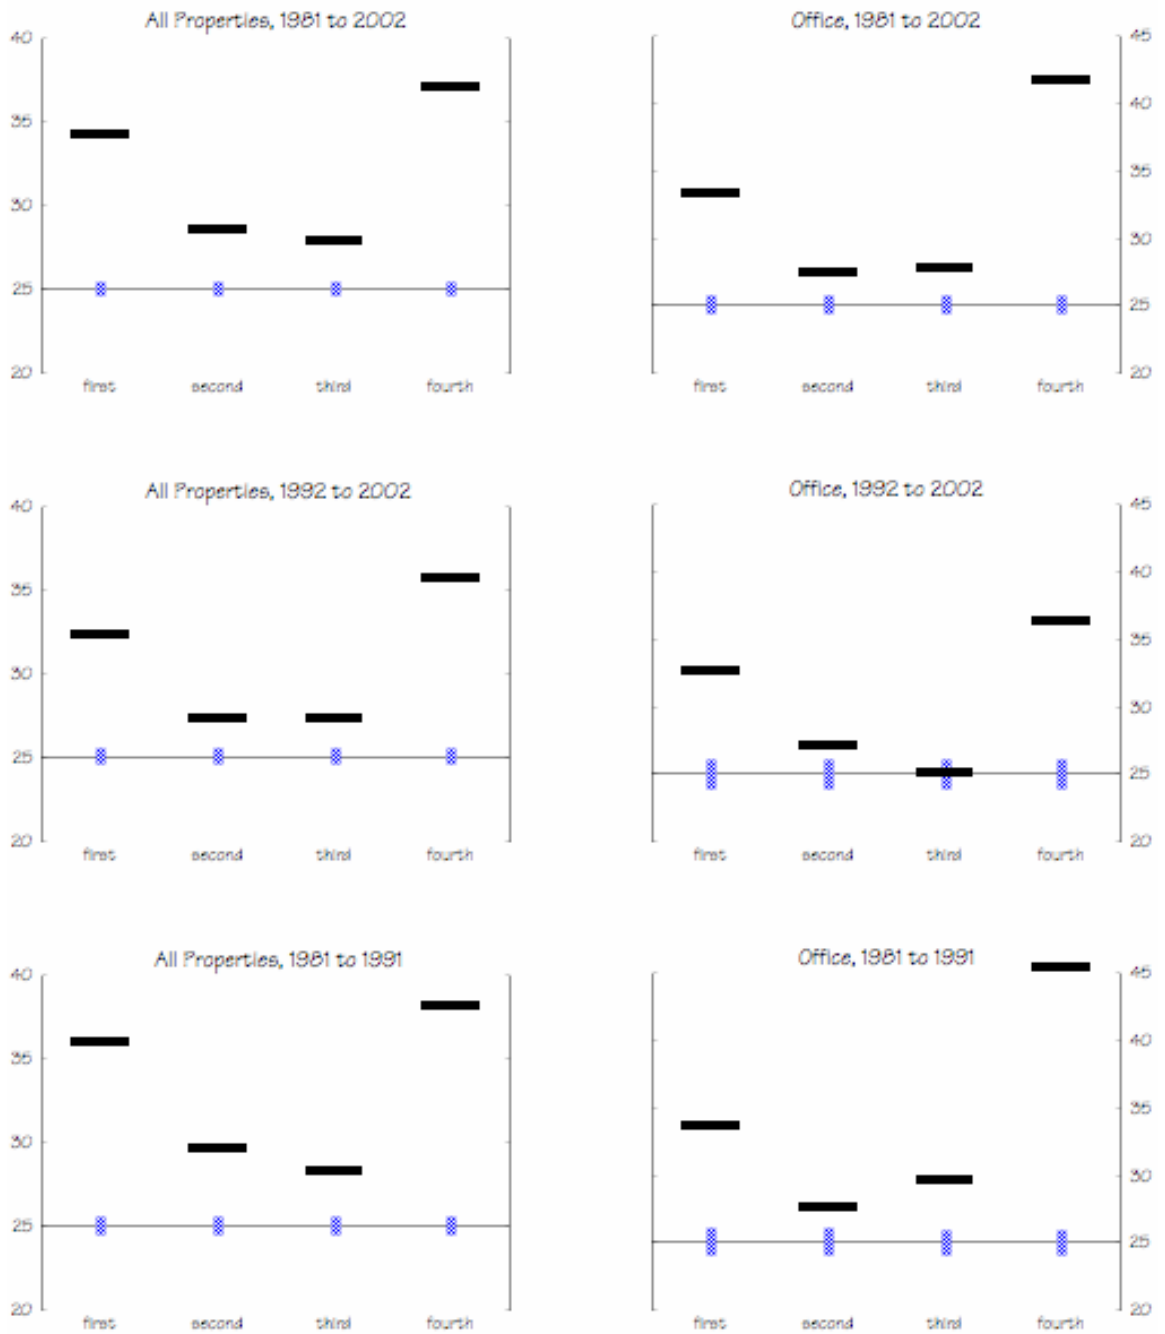 All Properties, 1981 to 2002
40
35
30
25
20
first second third fourth
Office, 1981 to 2002
45
40
35
30
25
20
first second third fourth
All Properties, 1992 to 2002
40
35
30
25
20
first second third fourth
Office, 1992 to 2002
45
40
35
30
25
20
first second third fourth
All Properties, 1981 to 1991
40
35
30
25
20
first second third fourth
Office, 1981 to 1991
45
40
35
30
25
20
first second third fourth